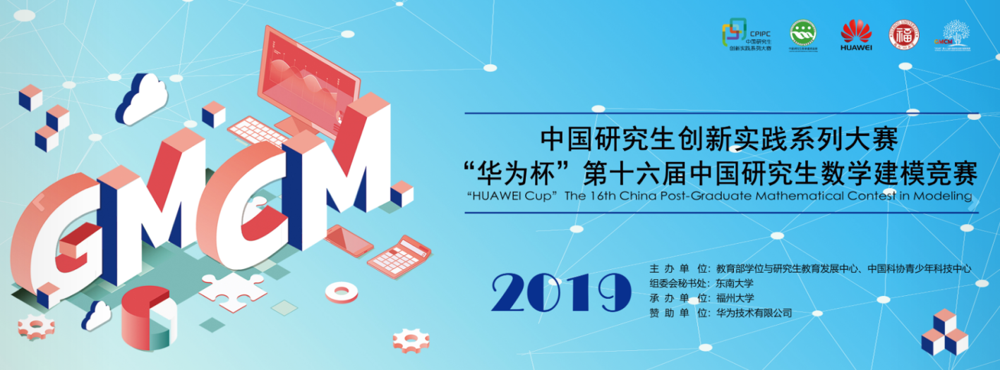 CPIPC
中国研究生
创新实践系列大赛
HUAWEI
福
GMCM
GMCM
中国研究生创新实践系列大赛
“华为杯”第十六届中国研究生数学建模竞赛
“HUAWEI Cup” The 16th China Post-Graduate Mathematical Contest in Modeling
2019
主办单位：教育部学位与研究生教育发展中心、中国科协青少年科技中心
组委会秘书处：东南大学
承办单位：福州大学
赞助单位：华为技术有限公司